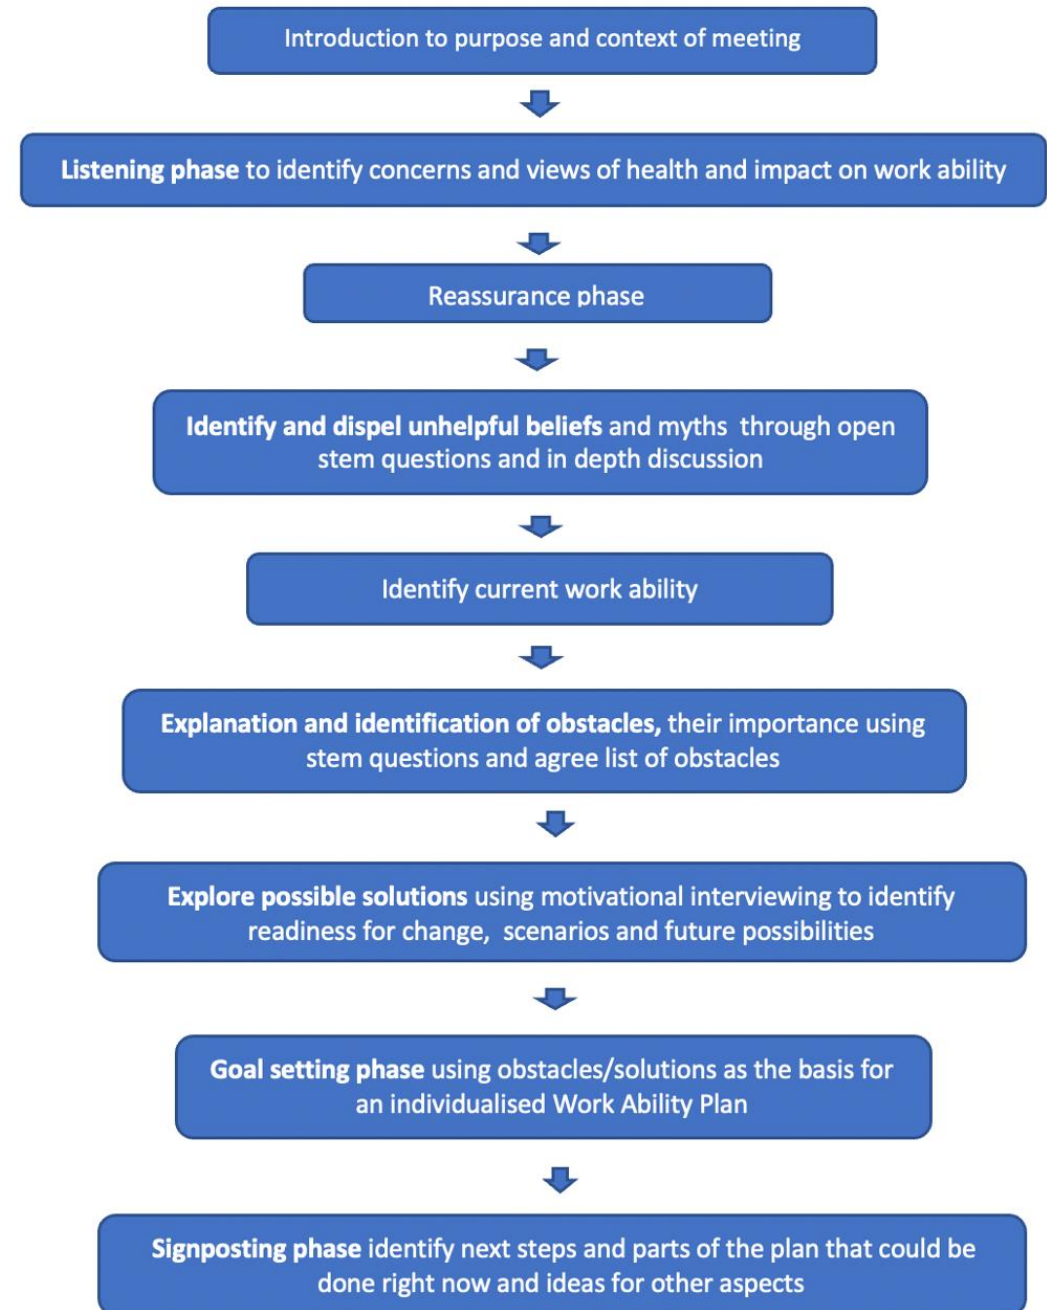 Introduction to purpose and context of meeting
Listening phase to identify concerns and views of health and impact on work ability
Reassurance phase
Identify and dispel unhelpful beliefs and myths through open
stem questions and in depth discussion
Identify current work ability
Explanation and identification of obstacles, their importance using
stem questions and agree list of obstacles
Explore possible solutions using motivational interviewing to identify
readiness for change, scenarios and future possibilities
Goal setting phase using obstacles/solutions as the basis for
an individualised Work Ability Plan
Signposting phase identify next steps and parts of the plan that could be
done right now and ideas for other aspects